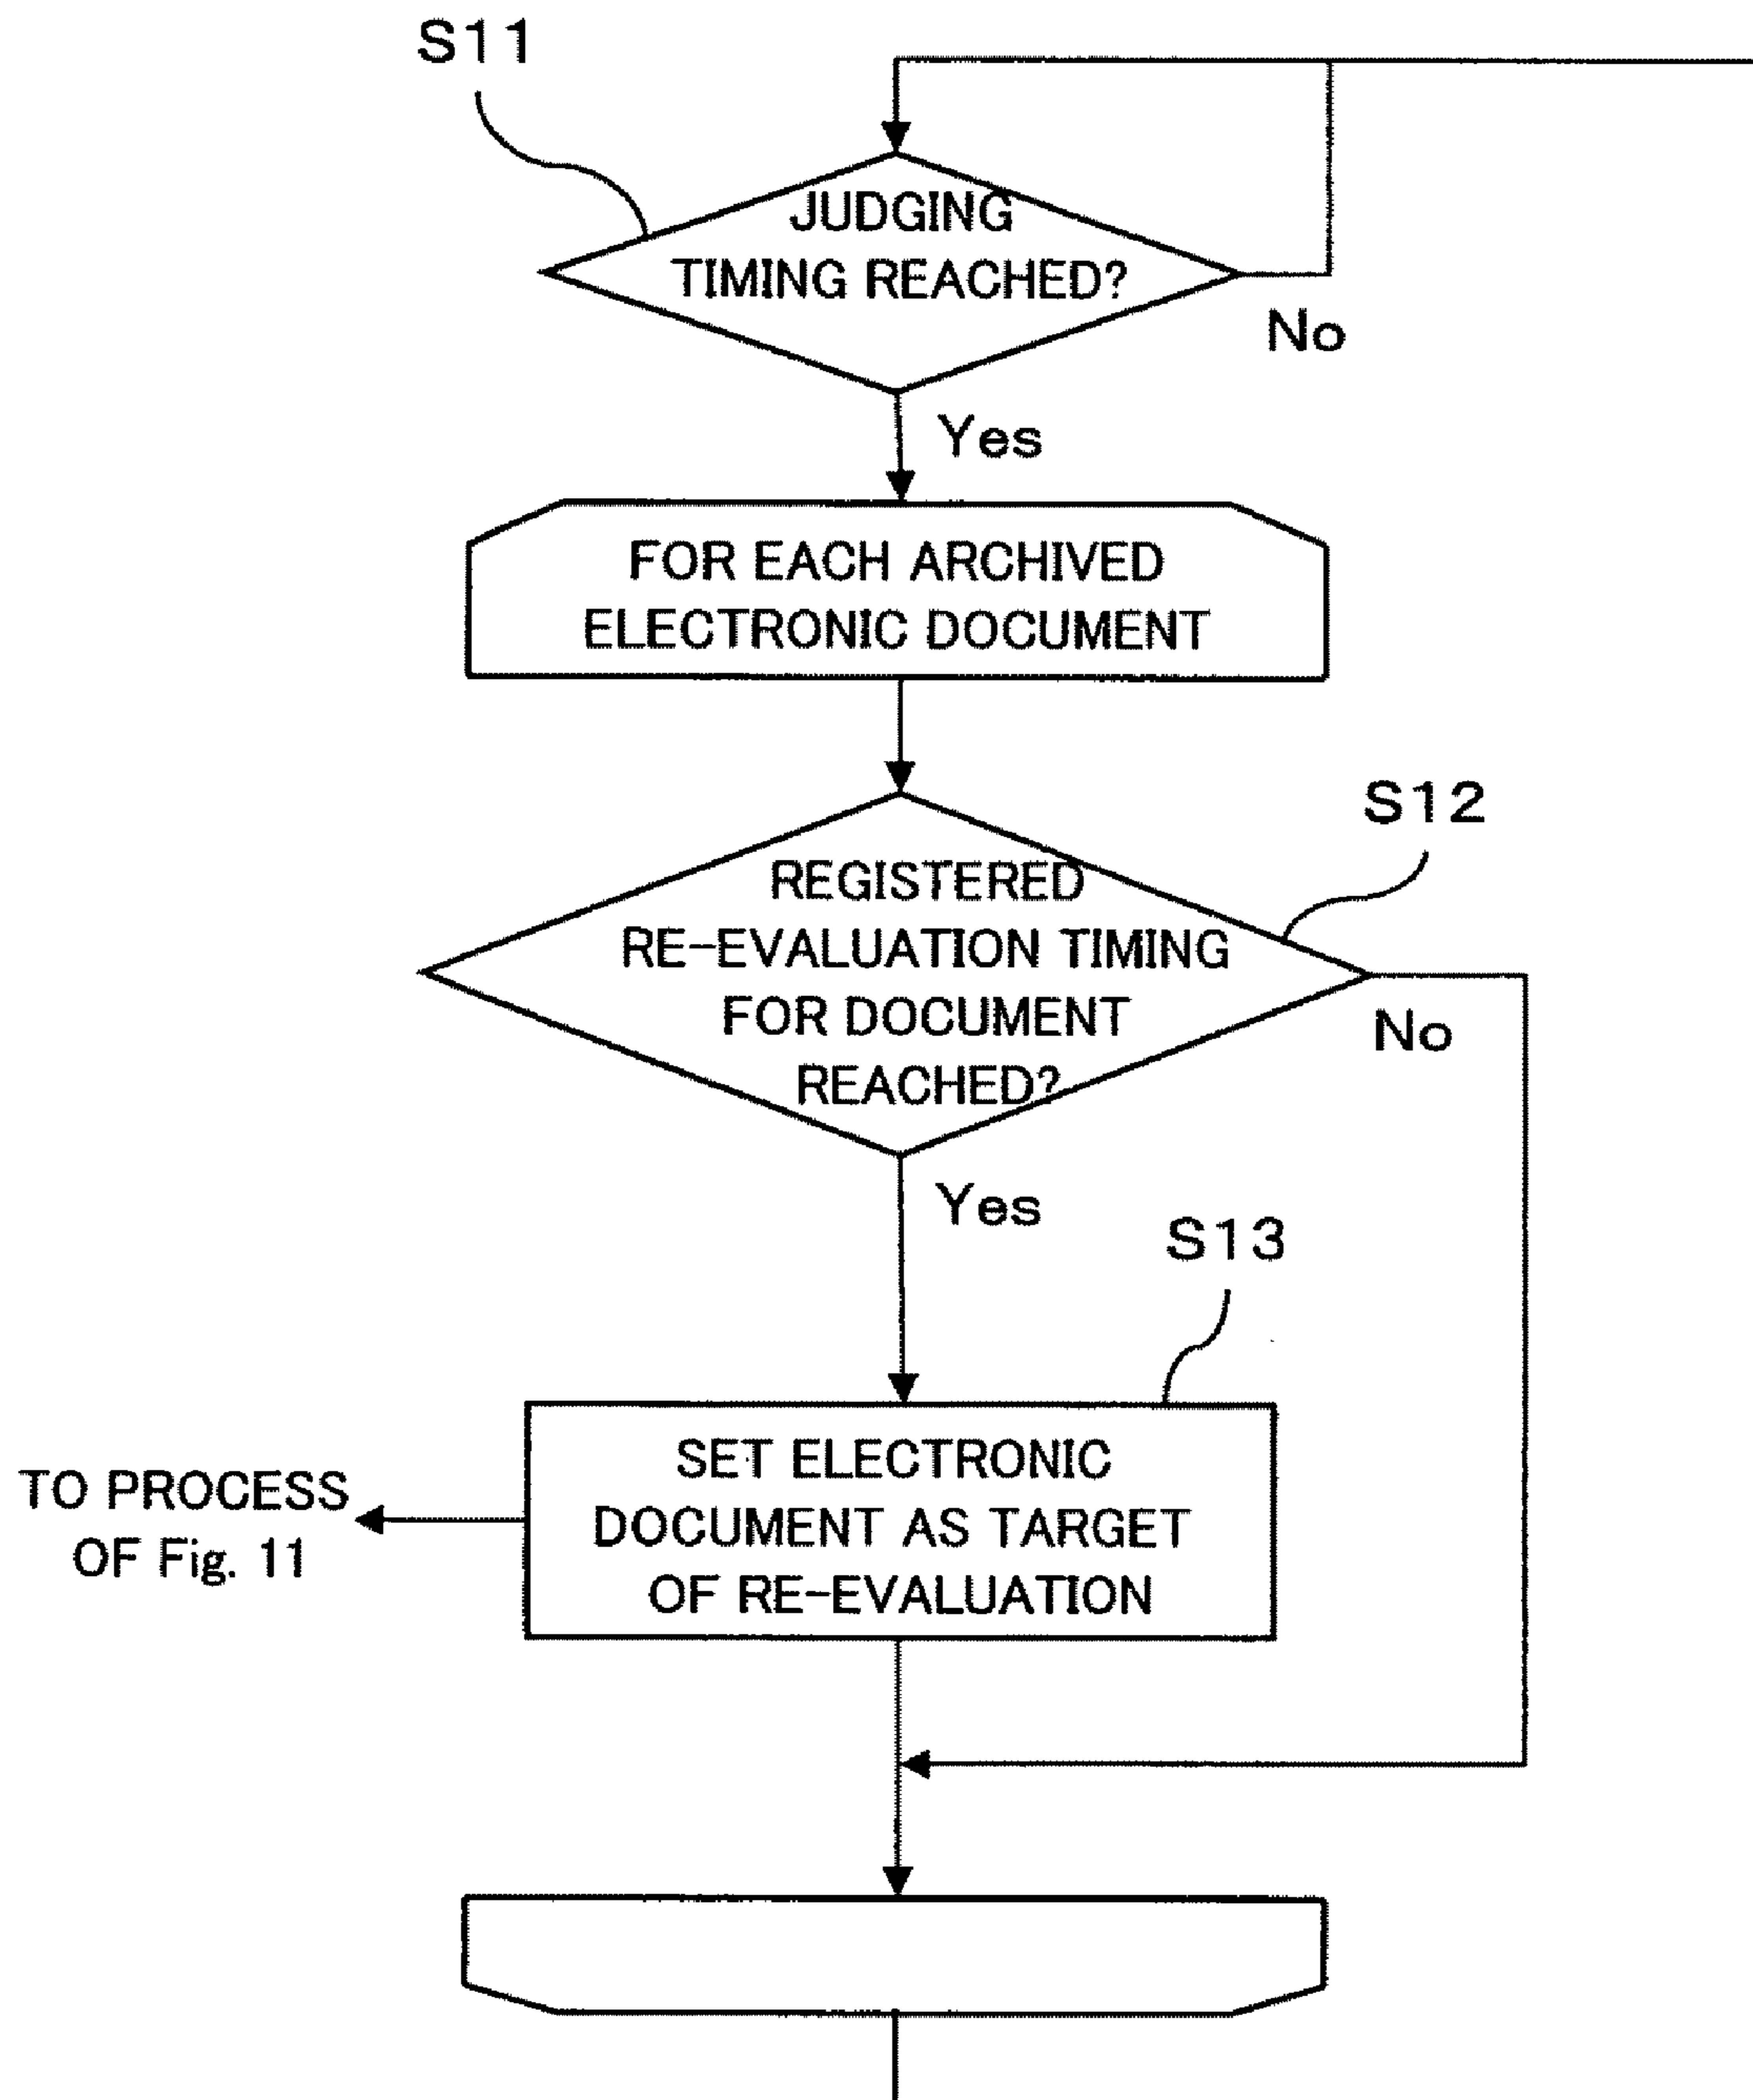 S11
JUDGING
TIMING REACHED?
No
Yes
FOR EACH ARCHIVED
ELECTRONIC DOCUMENT
S12
REGISTERED
RE-EVALUATION TIMING
FOR DOCUMENT
REACHED?
No
Yes
S13
SET ELECTRONIC
DOCUMENT AS TARGET
OF RE-EVALUATION
TO PROCESS
OF Fig. 11